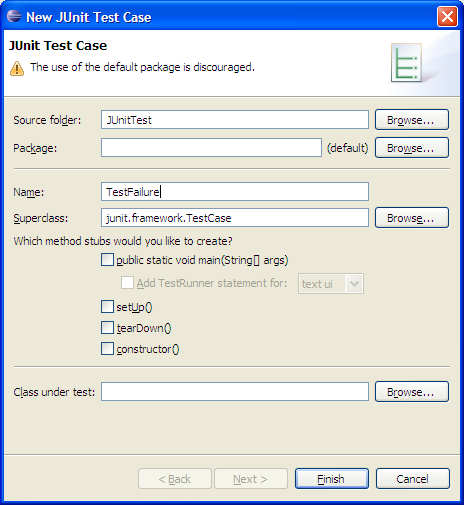 New JUnit Test Case
JUnit Test Case
The use of the default package is discouraged.
Source folder: JUnitTest Browse...
Package: (default) Browse...
Name: TestFailure
Superclass: junit.framework.TestCase Browse...
Which method stubs would you like to create?
public static void main(String[] args)
Add TestRunner statement for: text ui
setUp()
tearDown()
constructor()
Class under test: Browse...
< Back Next > Finish Cancel